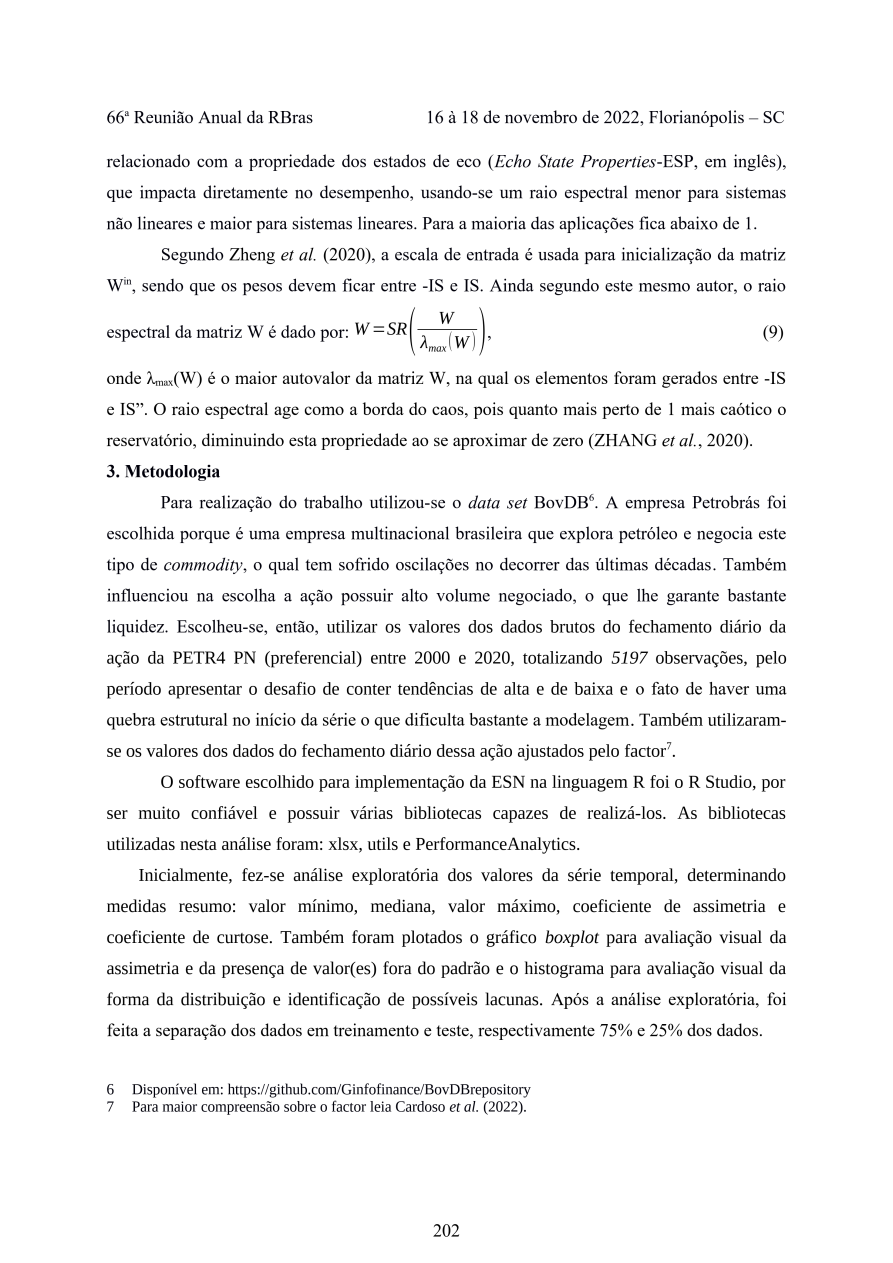 66ª Reunião Anual da RBras 16 à 18 de novembro de 2022, Florianópolis – SC
relacionado com a propriedade dos estados de eco (Echo State Properties-ESP, em inglês),
que impacta diretamente no desempenho, usando-se um raio espectral menor para sistemas
não lineares e maior para sistemas lineares. Para a maioria das aplicações fica abaixo de 1.
Segundo Zheng et al. (2020), a escala de entrada é usada para inicialização da matriz
Wⁱⁿ, sendo que os pesos devem ficar entre -IS e IS. Ainda segundo este mesmo autor, o raio
espectral da matriz W é dado por: W = SR( W / λmax(W) ), (9)
onde λmax(W) é o maior autovalor da matriz W, na qual os elementos foram gerados entre -IS
e IS”. O raio espectral age como a borda do caos, pois quanto mais perto de 1 mais caótico o
reservatório, diminuindo esta propriedade ao se aproximar de zero (ZHANG et al., 2020).
3. Metodologia
Para realização do trabalho utilizou-se o data set BovDB⁶. A empresa Petrobrás foi
escolhida porque é uma empresa multinacional brasileira que explora petróleo e negocia este
tipo de commodity, o qual tem sofrido oscilações no decorrer das últimas décadas. Também
influenciou na escolha a ação possuir alto volume negociado, o que lhe garante bastante
liquidez. Escolheu-se, então, utilizar os valores dos dados brutos do fechamento diário da
ação da PETR4 PN (preferencial) entre 2000 e 2020, totalizando 5197 observações, pelo
período apresentar o desafio de conter tendências de alta e de baixa e o fato de haver uma
quebra estrutural no início da série o que dificulta bastante a modelagem. Também utilizaram-
se os valores dos dados do fechamento diário dessa ação ajustados pelo factor⁷.
O software escolhido para implementação da ESN na linguagem R foi o R Studio, por
ser muito confiável e possuir várias bibliotecas capazes de realizá-los. As bibliotecas
utilizadas nesta análise foram: xlsx, utils e PerformanceAnalytics.
Inicialmente, fez-se análise exploratória dos valores da série temporal, determinando
medidas resumo: valor mínimo, mediana, valor máximo, coeficiente de assimetria e
coeficiente de curtose. Também foram plotados o gráfico boxplot para avaliação visual da
assimetria e da presença de valor(es) fora do padrão e o histograma para avaliação visual da
forma da distribuição e identificação de possíveis lacunas. Após a análise exploratória, foi
feita a separação dos dados em treinamento e teste, respectivamente 75% e 25% dos dados.
6 Disponível em: https://github.com/Ginfofinance/BovDBrepository
7 Para maior compreensão sobre o factor leia Cardoso et al. (2022).
202